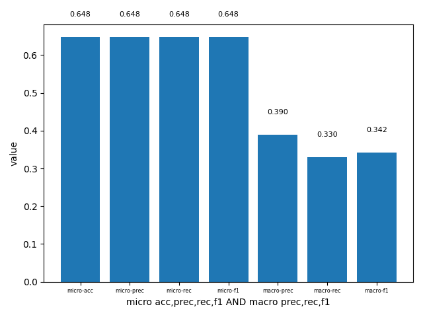 0.648 0.648 0.648 0.648
0.390
0.330
0.342
0.6
0.5
0.4
0.3
0.2
0.1
0.0
value
micro-acc micro-prec micro-rec micro-f1 macro-prec macro-rec macro-f1
micro acc,prec,rec,f1 AND macro prec,rec,f1